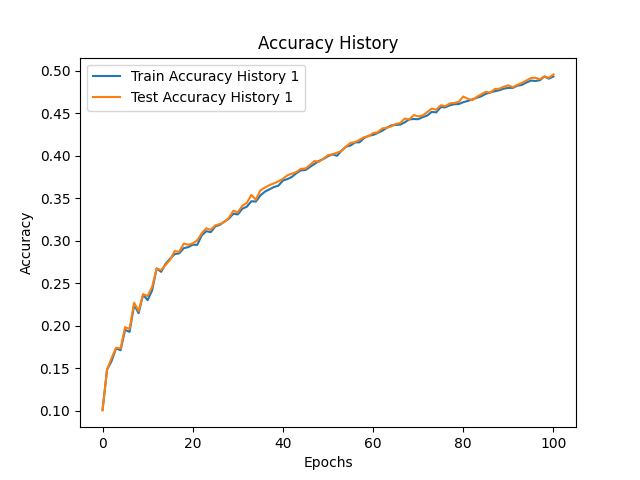 Accuracy History
Train Accuracy History 1
Test Accuracy History 1
0.50
0.45
0.40
0.35
0.30
0.25
0.20
0.15
0.10
Accuracy
0 20 40 60 80 100
Epochs